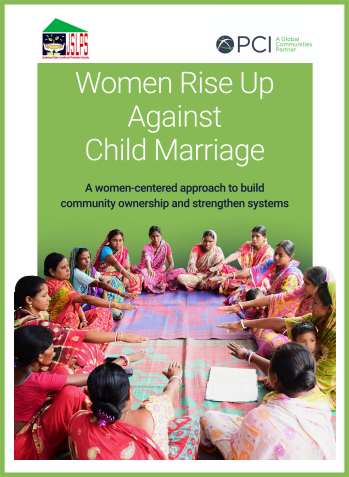 JSLPS
PCI
A Global
Communities
Partner
Women Rise Up
Against
Child Marriage
A women-centered approach to build
community ownership and strengthen systems